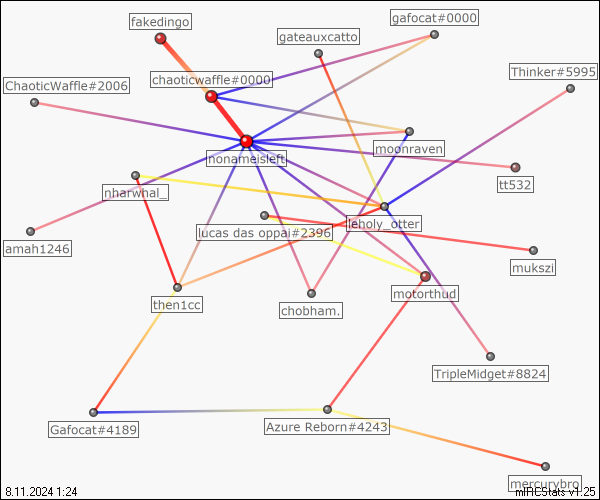 fakedingo
gafocat#0000
gateauxcatto
Thinker#5995
chaoticwaffle#0000
ChaoticWaffle#2006
moonraven
nonameisleft
tt532
nharwhal_
leholy_otter
lucas das oppai#2396
amah1246
mukszi
motorthud
then1cc
chobham.
TripleMidget#8824
Azure Reborn#4243
Gafocat#4189
mercurybro
8.11.2024 1:24
mIRCStats v1.25